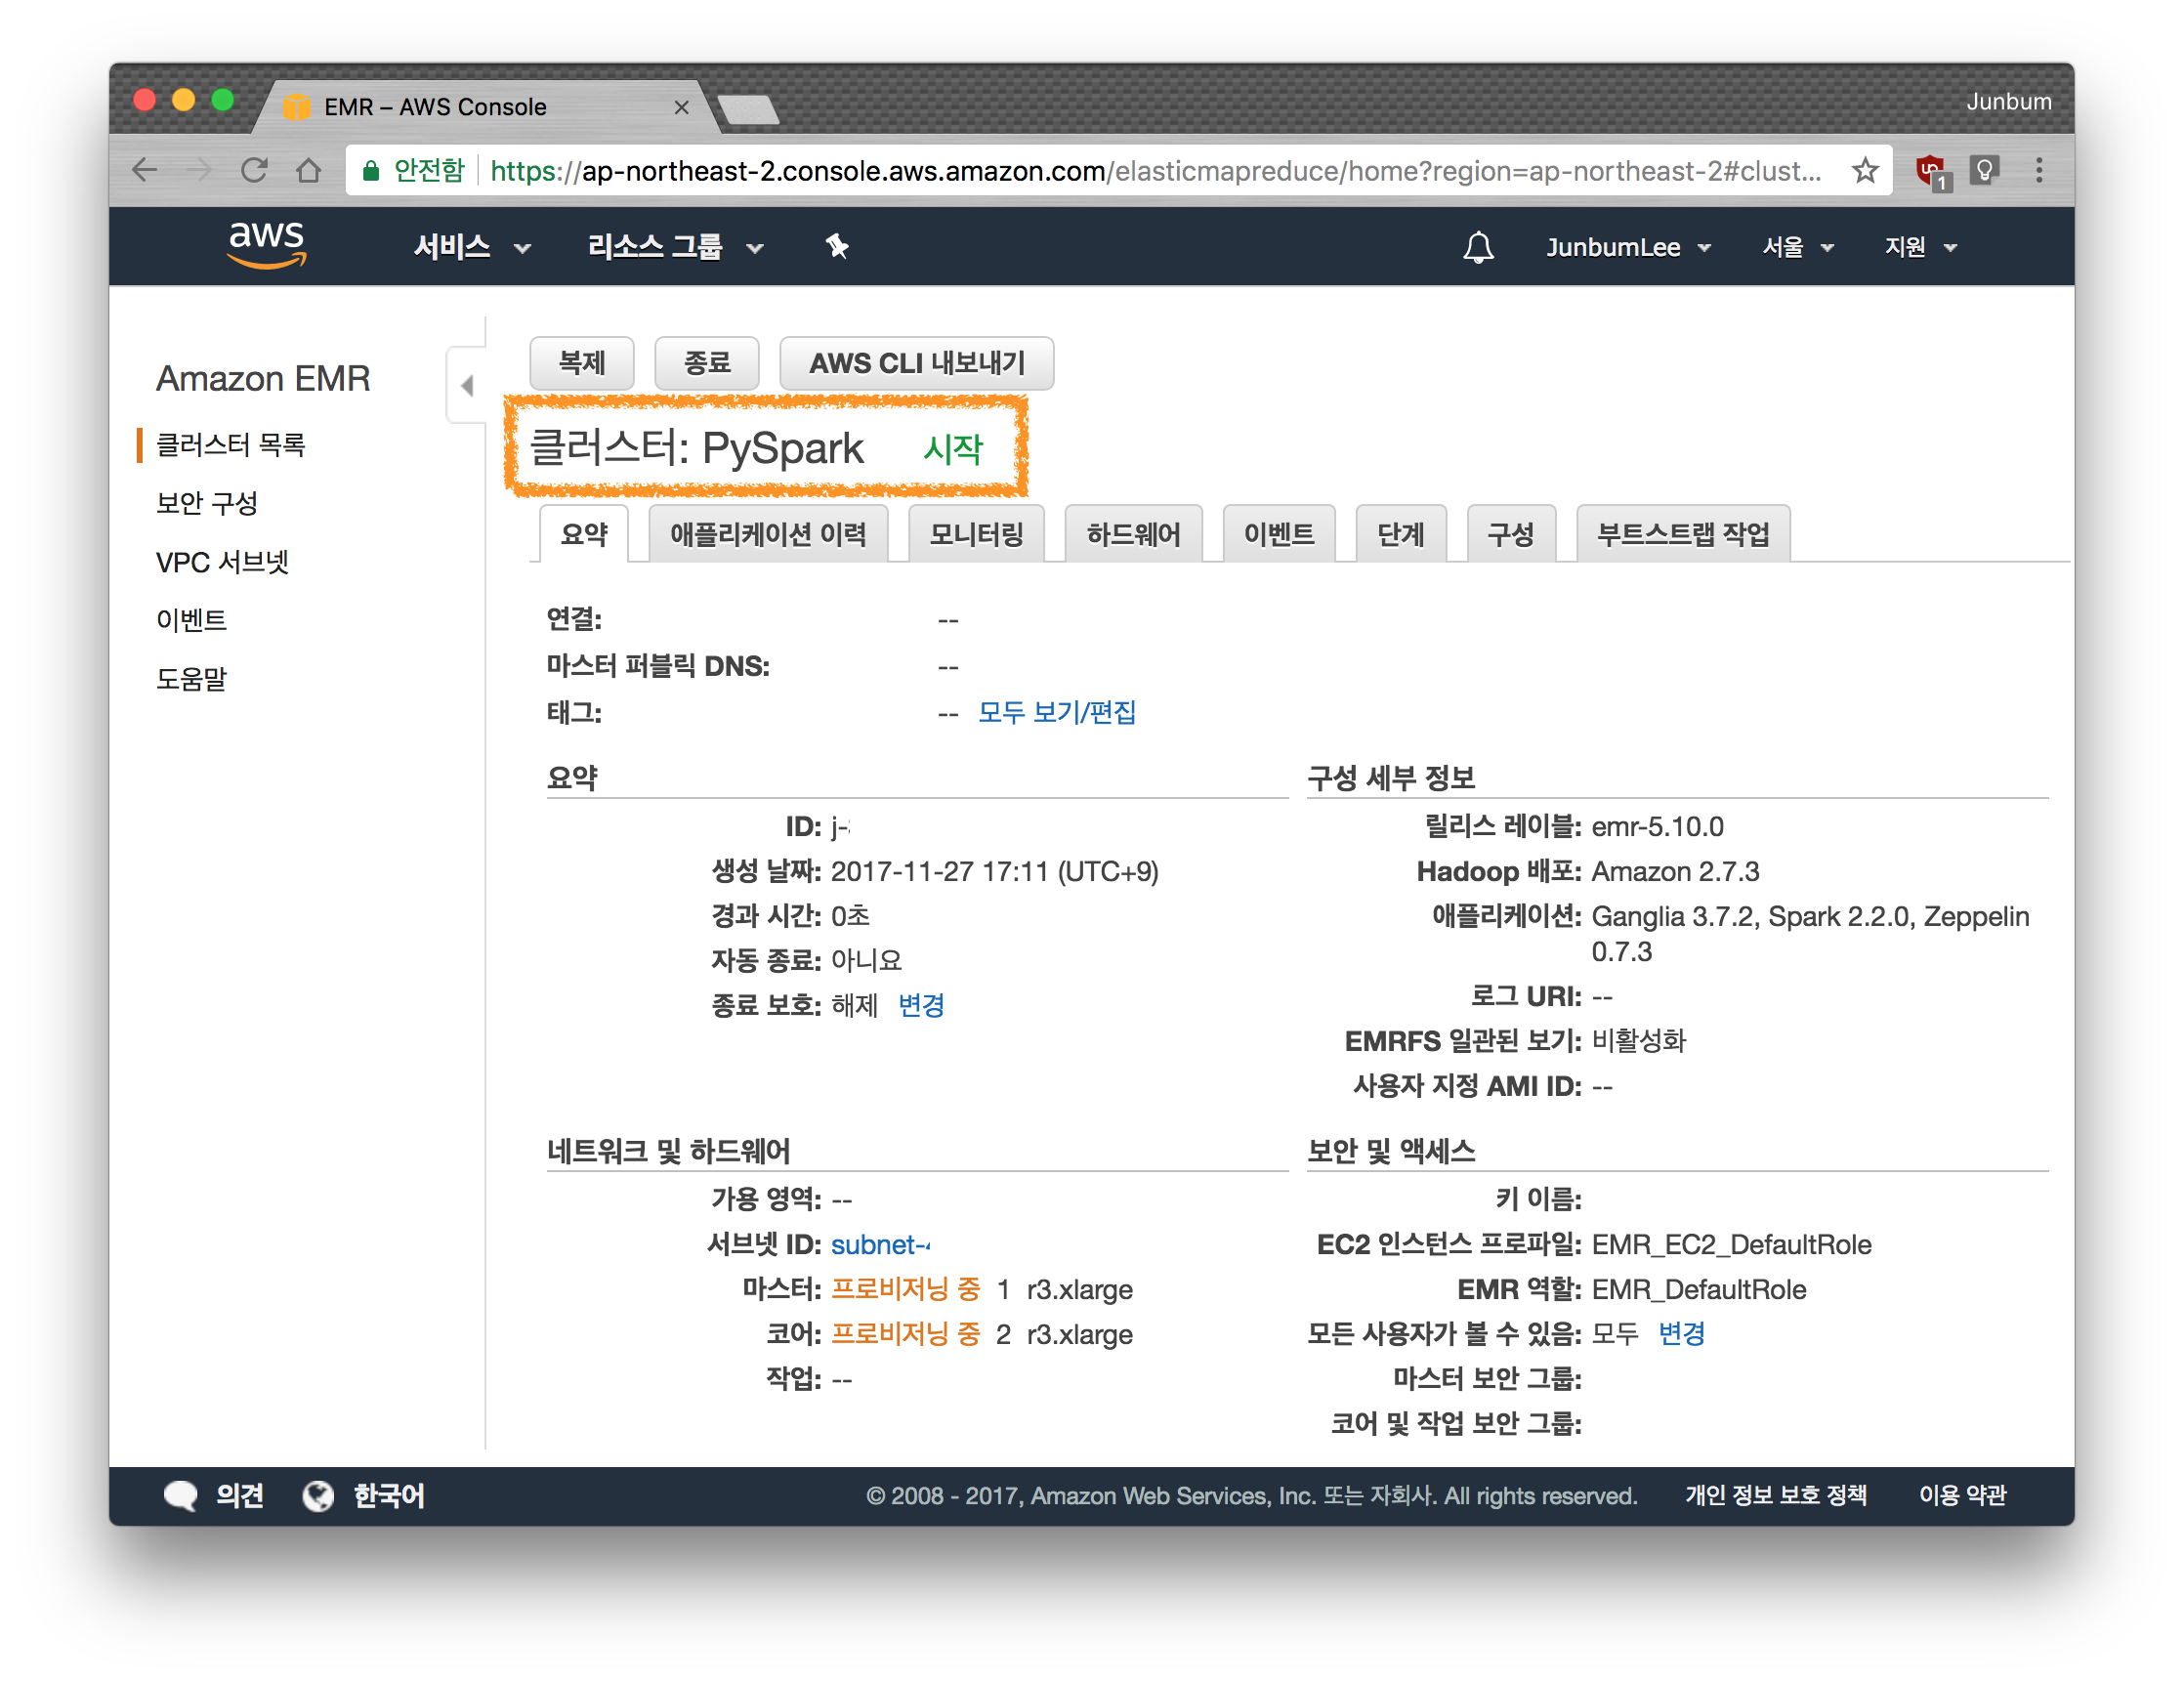 EMR – AWS Console
Junbum
안전함 https://ap-northeast-2.console.aws.amazon.com/elasticmapreduce/home?region=ap-northeast-2#clust...
1
aws 서비스 리소스 그룹 JunbumLee 서울 지원
Amazon EMR
클러스터 목록
보안 구성
VPC 서브넷
이벤트
도움말
복제 종료 AWS CLI 내보내기
클러스터: PySpark 시작
요약 애플리케이션 이력 모니터링 하드웨어 이벤트 단계 구성 부트스트랩 작업
연결: --
마스터 퍼블릭 DNS: --
태그: -- 모두 보기/편집
요약
ID: j-
생성 날짜: 2017-11-27 17:11 (UTC+9)
경과 시간: 0초
자동 종료: 아니요
종료 보호: 해제 변경
구성 세부 정보
릴리스 레이블: emr-5.10.0
Hadoop 배포: Amazon 2.7.3
애플리케이션: Ganglia 3.7.2, Spark 2.2.0, Zeppelin
0.7.3
로그 URI: --
EMRFS 일관된 보기: 비활성화
사용자 지정 AMI ID: --
네트워크 및 하드웨어
가용 영역: --
서브넷 ID: subnet-
마스터: 프로비저닝 중 1 r3.xlarge
코어: 프로비저닝 중 2 r3.xlarge
작업: --
보안 및 액세스
키 이름:
EC2 인스턴스 프로파일: EMR_EC2_DefaultRole
EMR 역할: EMR_DefaultRole
모든 사용자가 볼 수 있음: 모두 변경
마스터 보안 그룹:
코어 및 작업 보안 그룹:
의견 한국어 © 2008 - 2017, Amazon Web Services, Inc. 또는 자회사. All rights reserved. 개인 정보 보호 정책 이용 약관